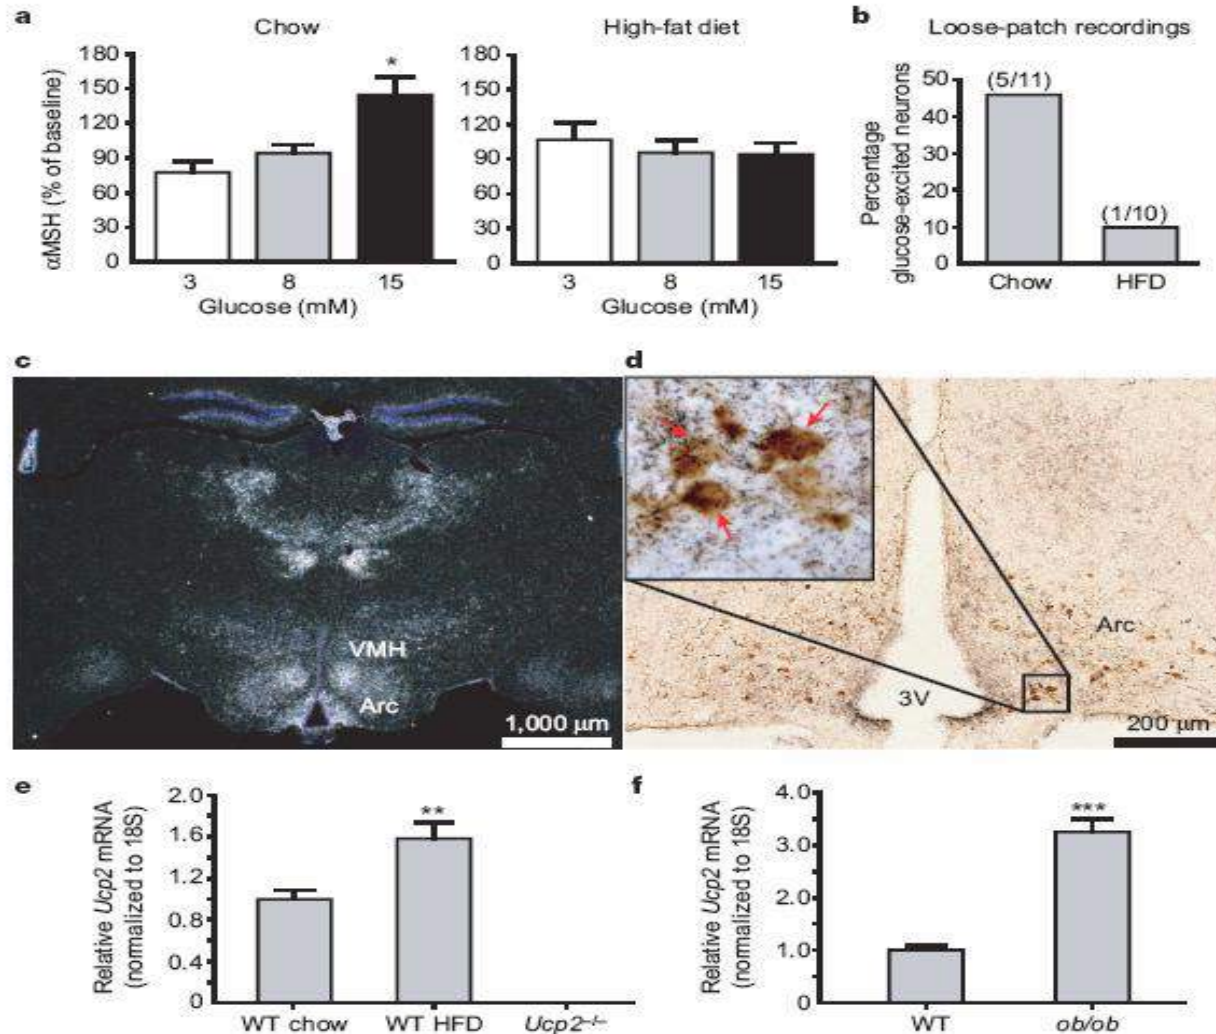 a
Chow
High-fat diet
αMSH (% of baseline)
180
150
120
90
60
30
0
*
3 8 15
Glucose (mM)
180
150
120
90
60
30
0
3 8 15
Glucose (mM)
b
Loose-patch recordings
Percentage
glucose-excited neurons
50
40
30
20
10
0
(5/11)
(1/10)
Chow HFD
c
VMH
Arc
1,000 μm
d
Arc
3V
200 μm
e
Relative Ucp2 mRNA
(normalized to 18S)
2.0
1.6
1.2
0.8
0.4
0
**
WT chow WT HFD Ucp2–/–
f
Relative Ucp2 mRNA
(normalized to 18S)
4.0
3.0
2.0
1.0
0
***
WT ob/ob